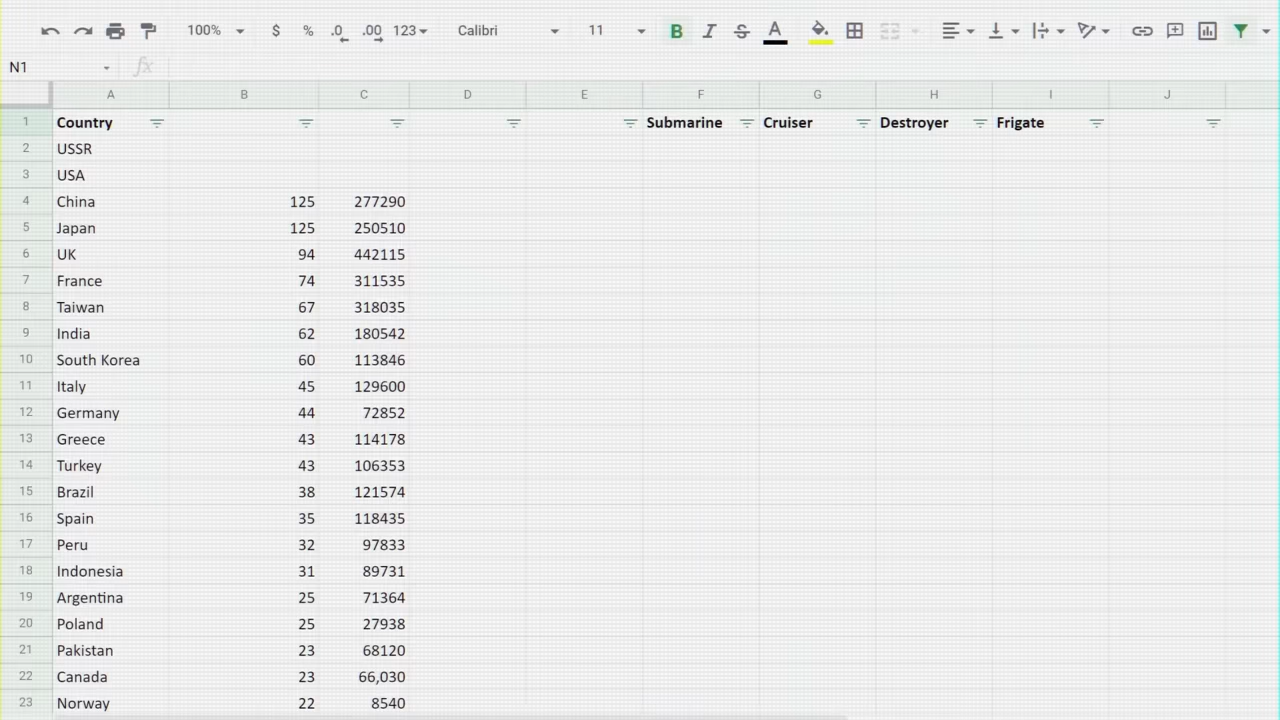 100% $ % .0 .00 123 Calibri 11 B I S A
N1 fx
A B C D E F G H I J
1 Country Submarine Cruiser Destroyer Frigate
2 USSR
3 USA
4 China 125 277290
5 Japan 125 250510
6 UK 94 442115
7 France 74 311535
8 Taiwan 67 318035
9 India 62 180542
10 South Korea 60 113846
11 Italy 45 129600
12 Germany 44 72852
13 Greece 43 114178
14 Turkey 43 106353
15 Brazil 38 121574
16 Spain 35 118435
17 Peru 32 97833
18 Indonesia 31 89731
19 Argentina 25 71364
20 Poland 25 27938
21 Pakistan 23 68120
22 Canada 23 66,030
23 Norway 22 8540